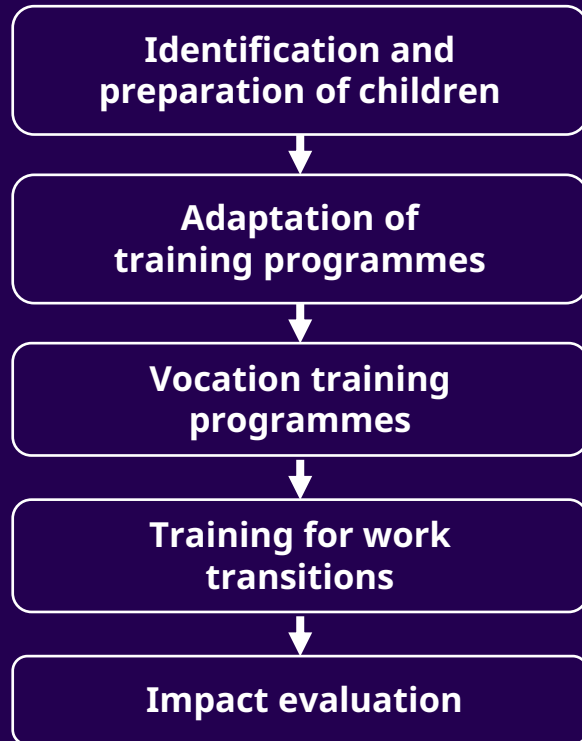 Identification and
preparation of children
Adaptation of
training programmes
Vocation training
programmes
Training for work
transitions
Impact evaluation